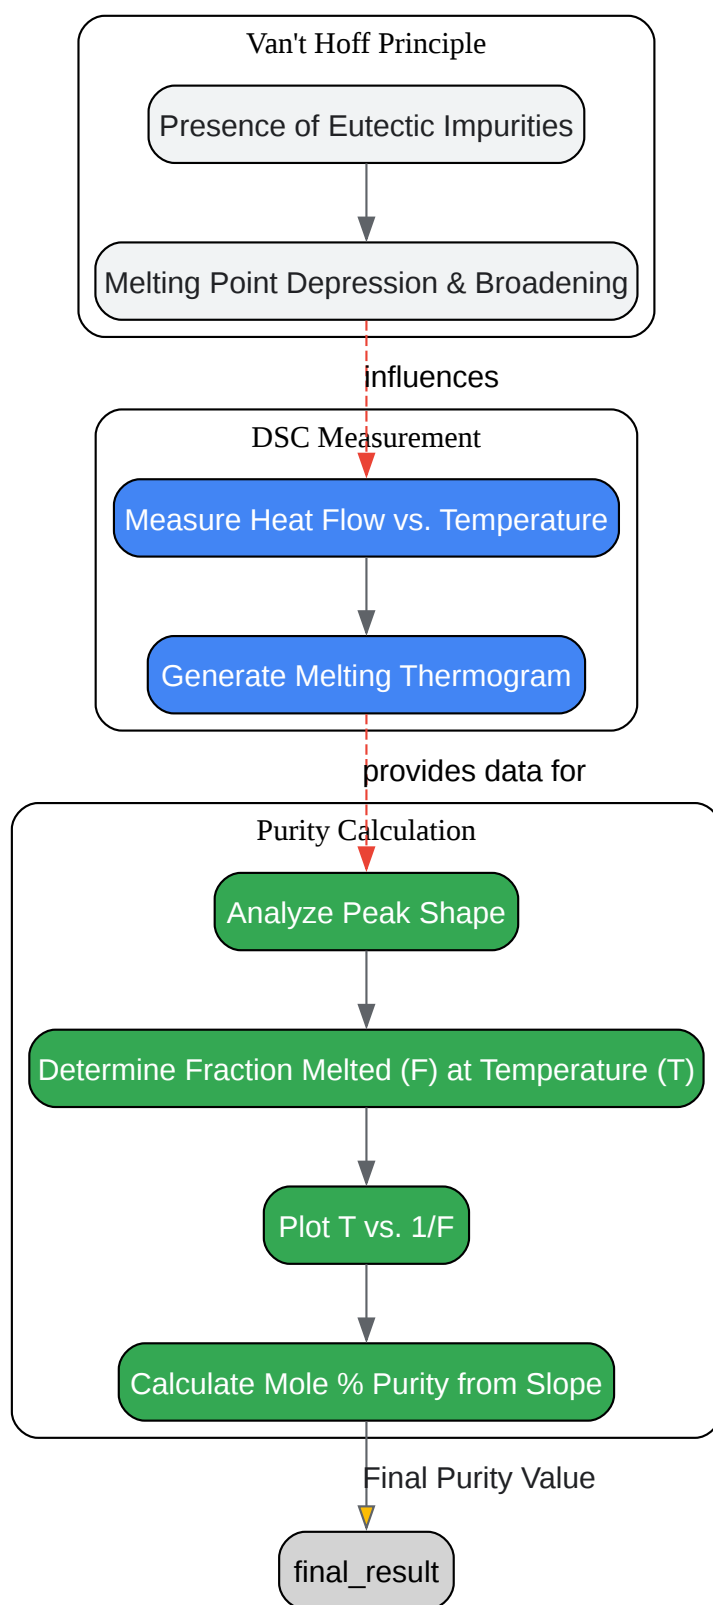 Van't Hoff Principle
Presence of Eutectic Impurities
Melting Point Depression & Broadening
influences
DSC Measurement
Measure Heat Flow vs. Temperature
Generate Melting Thermogram
provides data for
Purity Calculation
Analyze Peak Shape
Determine Fraction Melted (F) at Temperature (T)
Plot T vs. 1/F
Calculate Mole % Purity from Slope
Final Purity Value
final_result